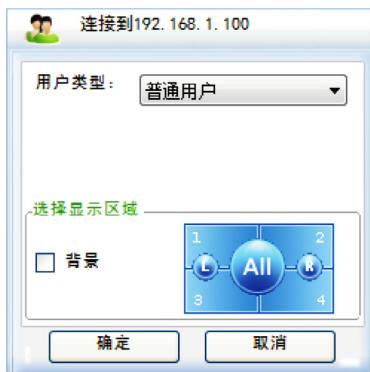 连接到192.168.1.100
用户类型：
普通用户
选择显示区域
背景
1 2
L All R
3 4
确定 取消